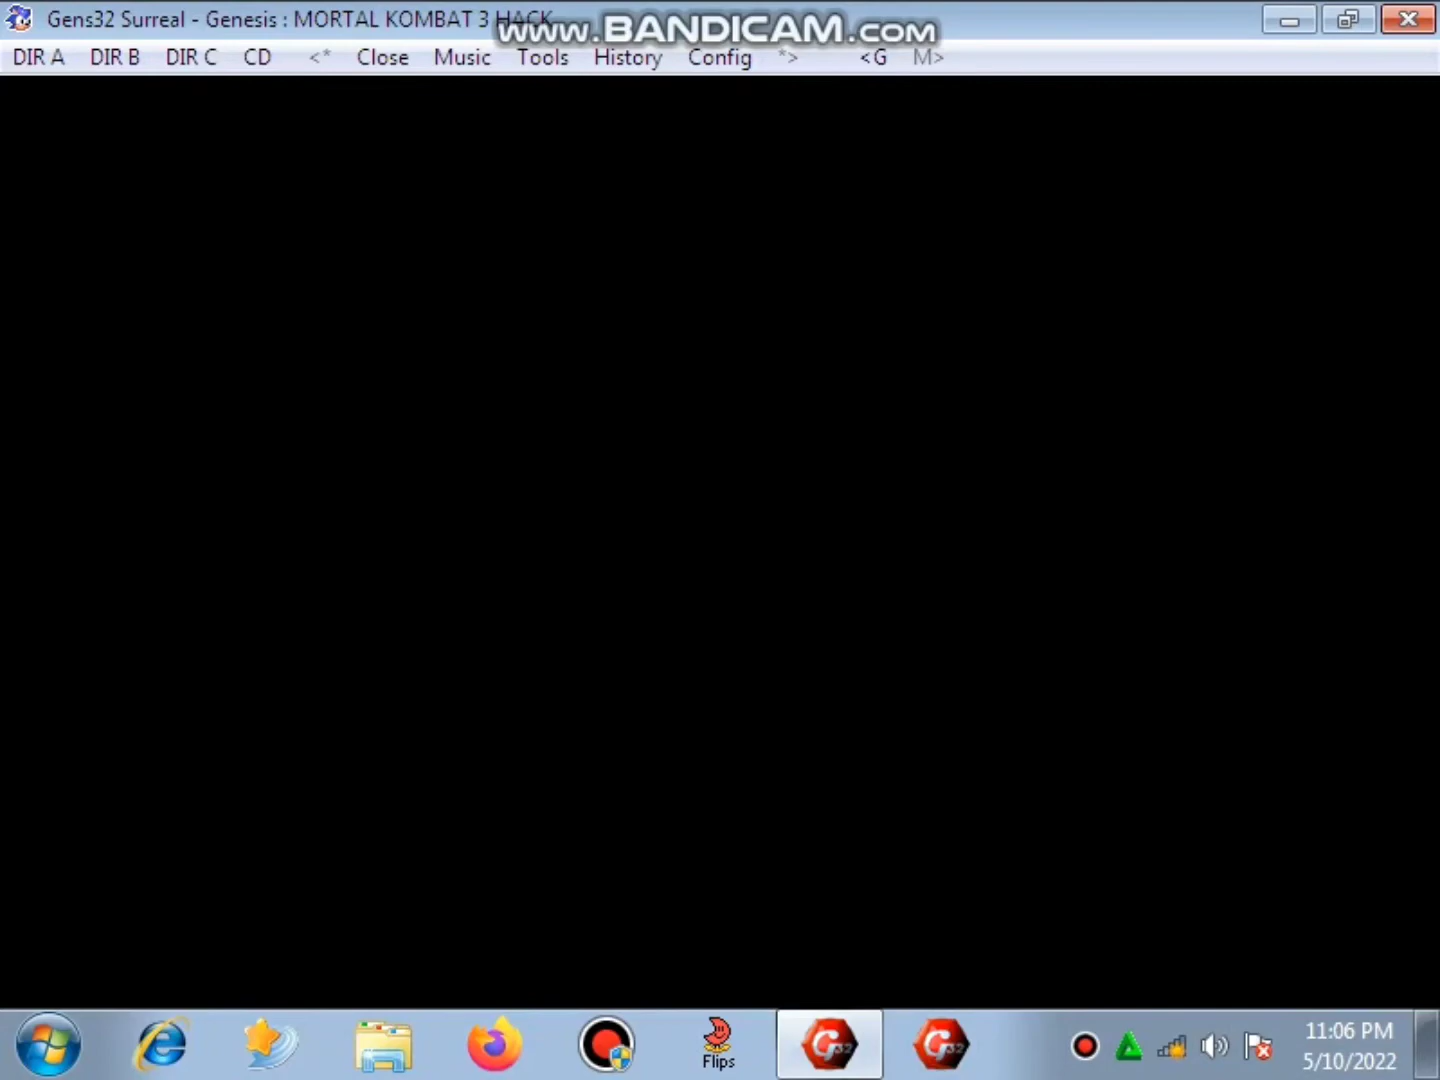 Gens32 Surreal - Genesis : MORTAL KOMBAT 3 HACK
www.BANDICAM.com
DIR A DIR B DIR C CD <* Close Music Tools History Config *> <G M>
Flips
11:06 PM
5/10/2022